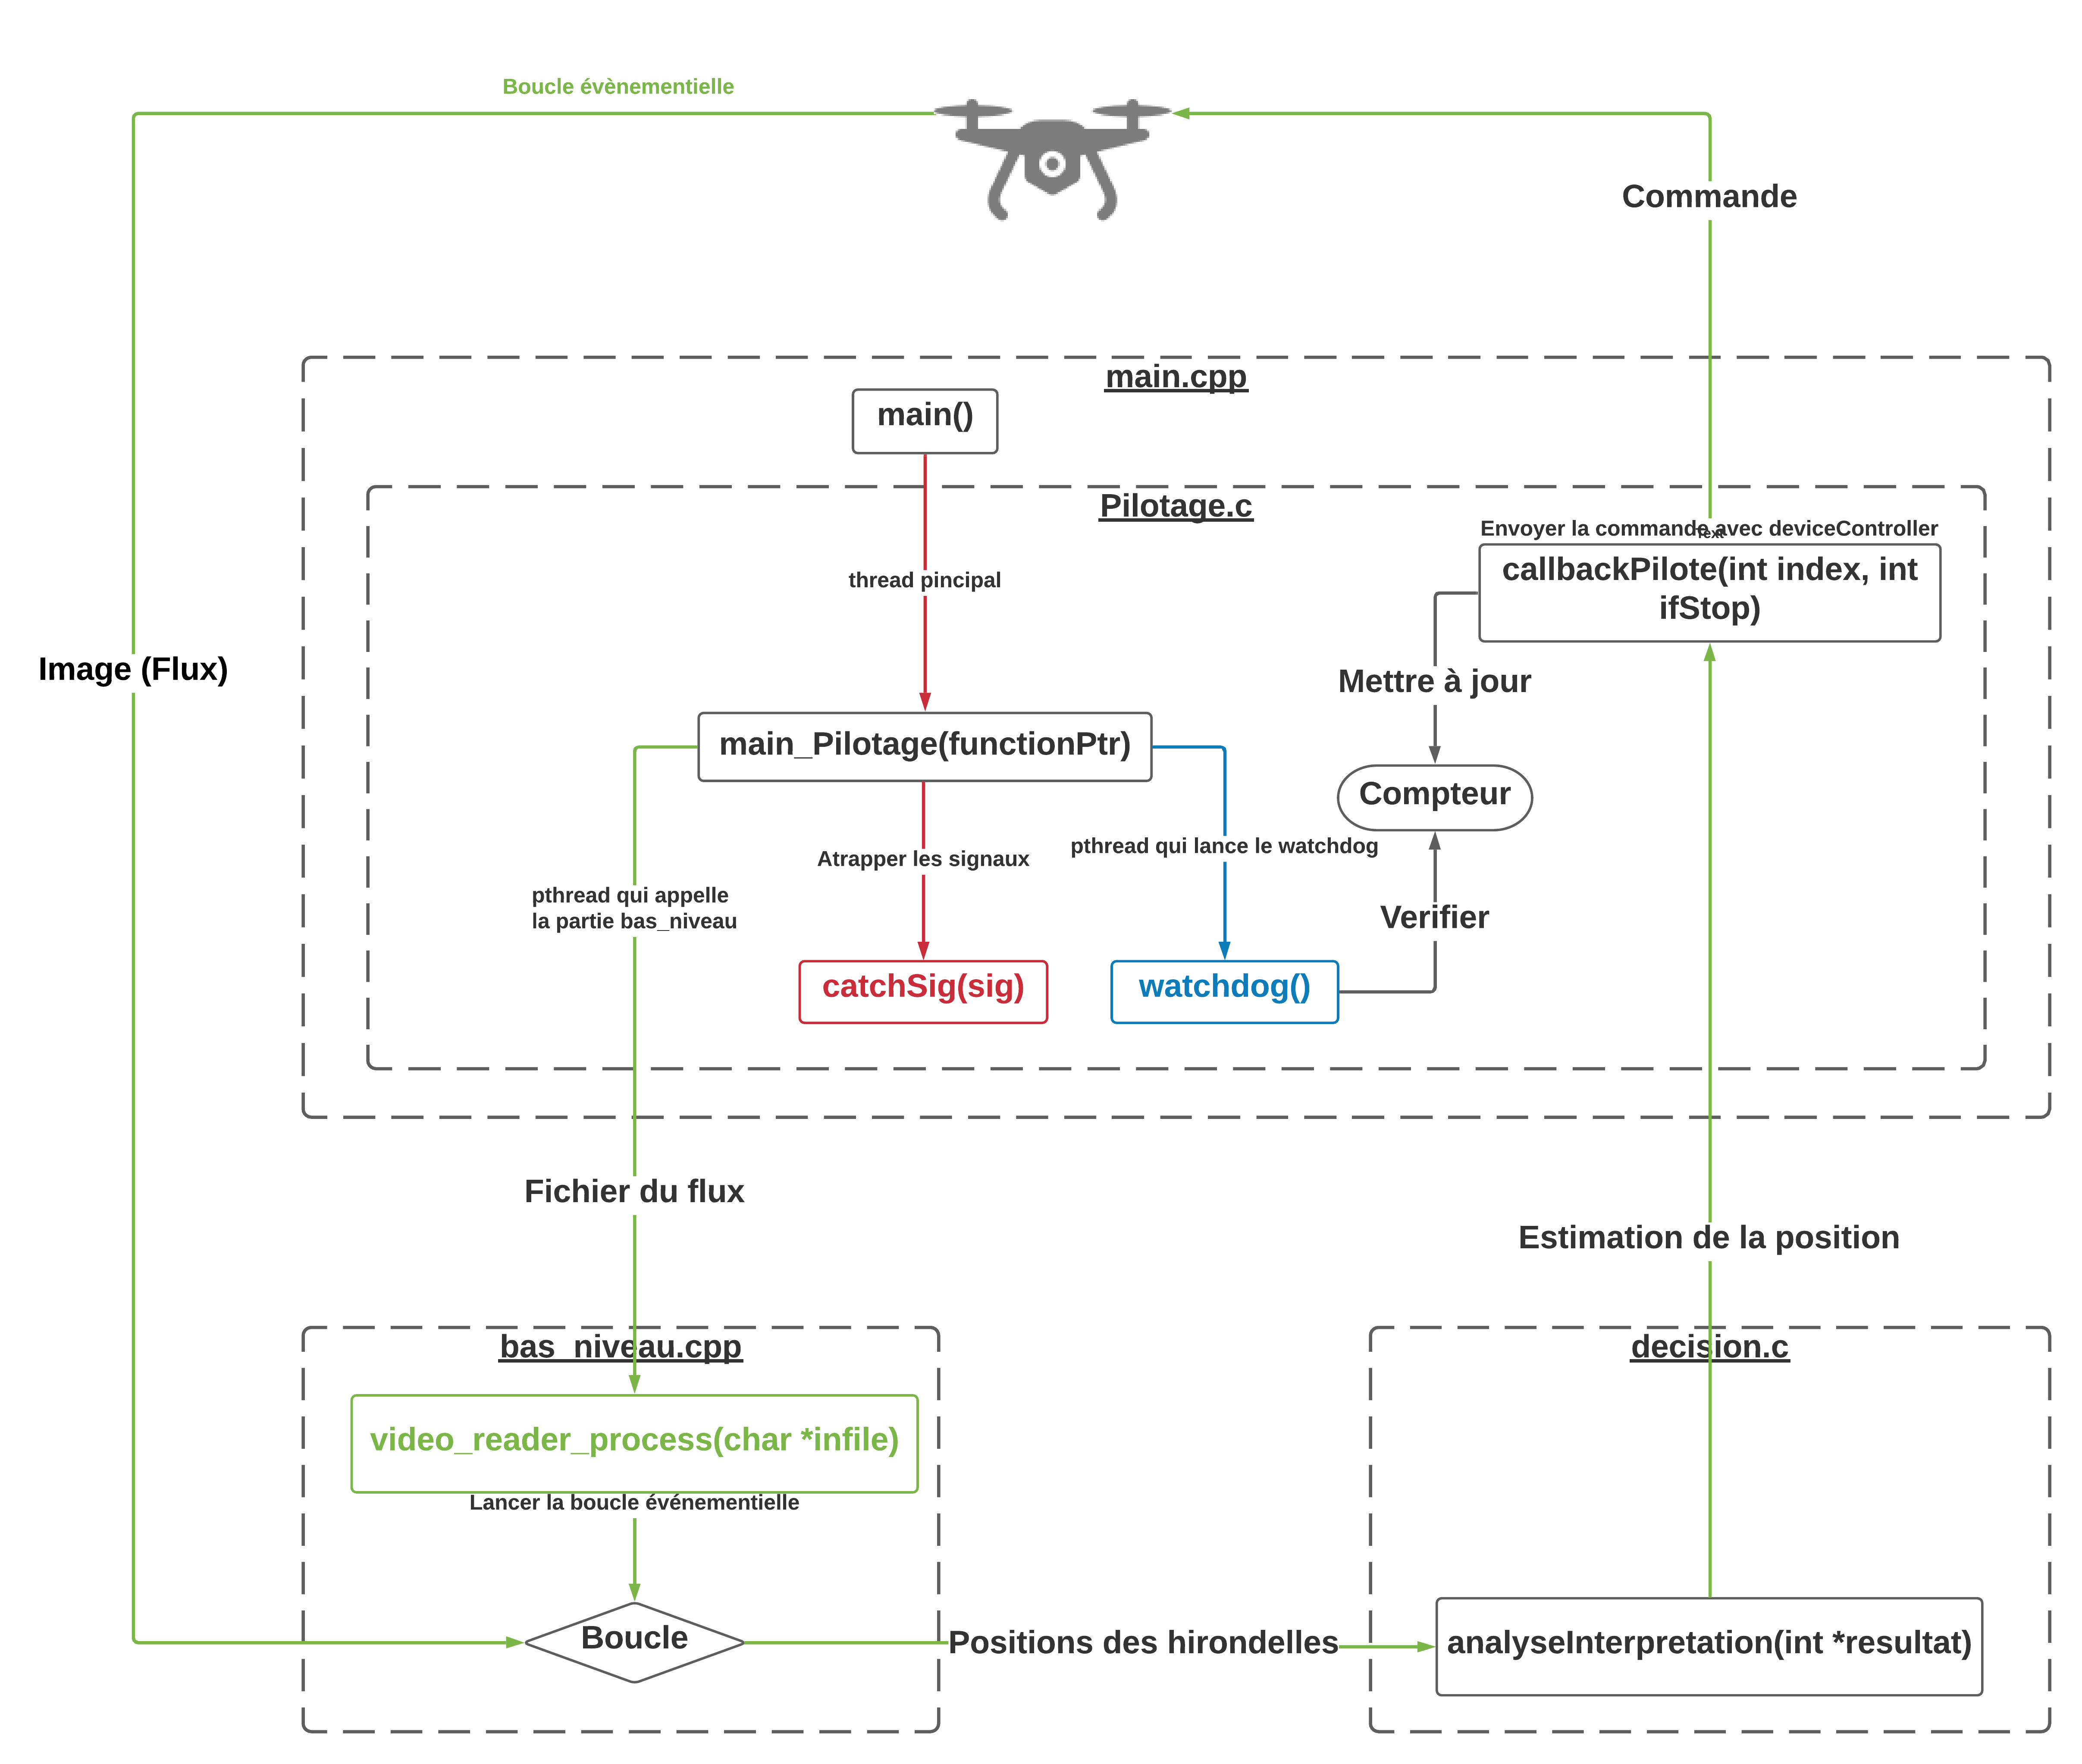 Boucle évènementielle
Commande
main.cpp
main()
Pilotage.c
Envoyer la commande avec deviceController
Text
callbackPilote(int index, int
ifStop)
thread pincipal
Image (Flux)
Mettre à jour
main_Pilotage(functionPtr)
Compteur
pthread qui lance le watchdog
Atrapper les signaux
pthread qui appelle
la partie bas_niveau
Verifier
catchSig(sig)
watchdog()
Fichier du flux
Estimation de la position
bas_niveau.cpp
decision.c
video_reader_process(char *infile)
Lancer la boucle événementielle
Boucle
Positions des hirondelles
analyseInterpretation(int *resultat)